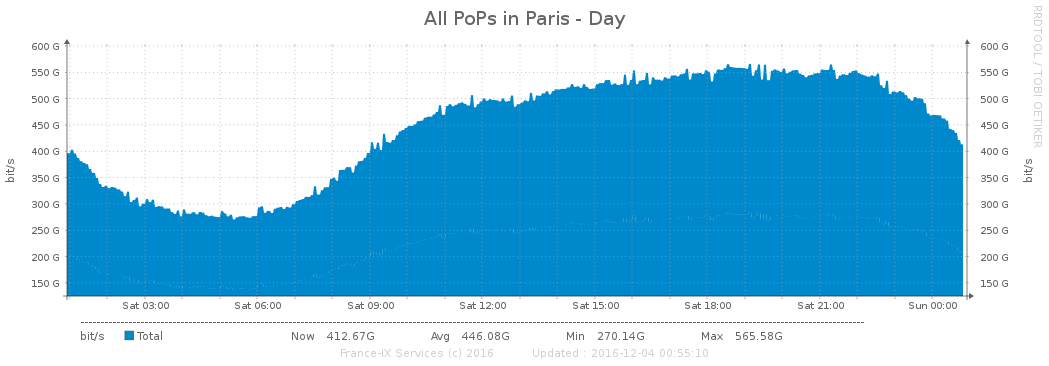 All PoPs in Paris - Day
RRDTOOL / TOBI OETIKER
600 G 600 G
550 G 550 G
500 G 500 G
450 G 450 G
400 G 400 G
bit/s bit/s
350 G 350 G
300 G 300 G
250 G 250 G
200 G 200 G
150 G 150 G
Sat 03:00 Sat 06:00 Sat 09:00 Sat 12:00 Sat 15:00 Sat 18:00 Sat 21:00 Sun 00:00
bit/s Total Now 412.67G Avg 446.08G Min 270.14G Max 565.58G
France-IX Services (c) 2016 Updated : 2016-12-04 00:55:10